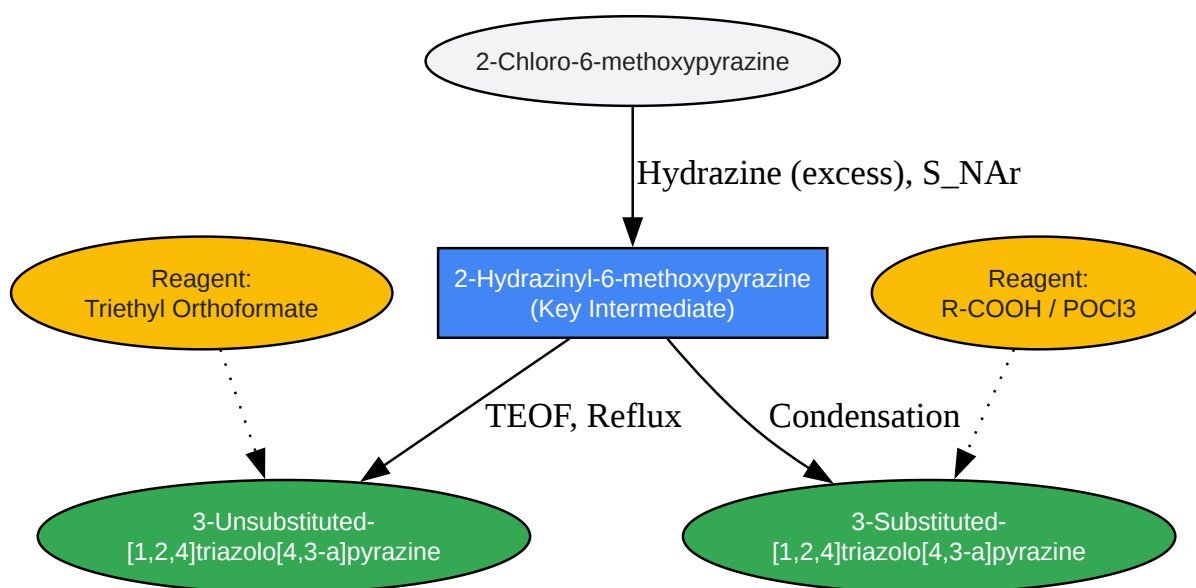 2-Chloro-6-methoxypyrazine
Hydrazine (excess), S_NAr
Reagent:
Triethyl Orthoformate
2-Hydrazinyl-6-methoxypyrazine
(Key Intermediate)
Reagent:
R-COOH / POCl3
TEOF, Reflux
Condensation
3-Unsubstituted-
[1,2,4]triazolo[4,3-a]pyrazine
3-Substituted-
[1,2,4]triazolo[4,3-a]pyrazine